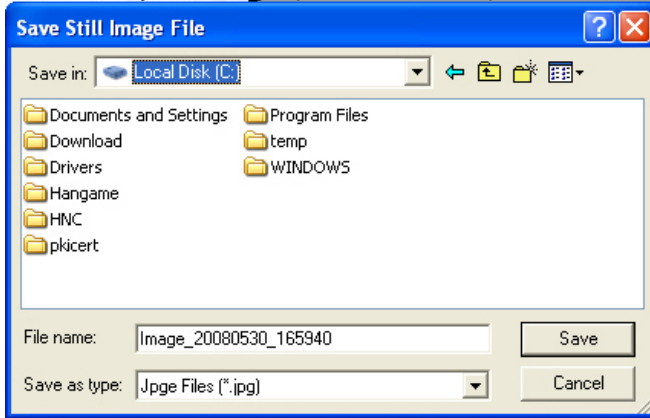 Save Still Image File
Save in: Local Disk (C:
Documents and Settings Program Files
Download temp
Drivers WINDOWS
Hangame
HNC
pkicert
File name: Image_20080530_165940 Save
Save as type: Jpge Files (*.jpg) Cancel